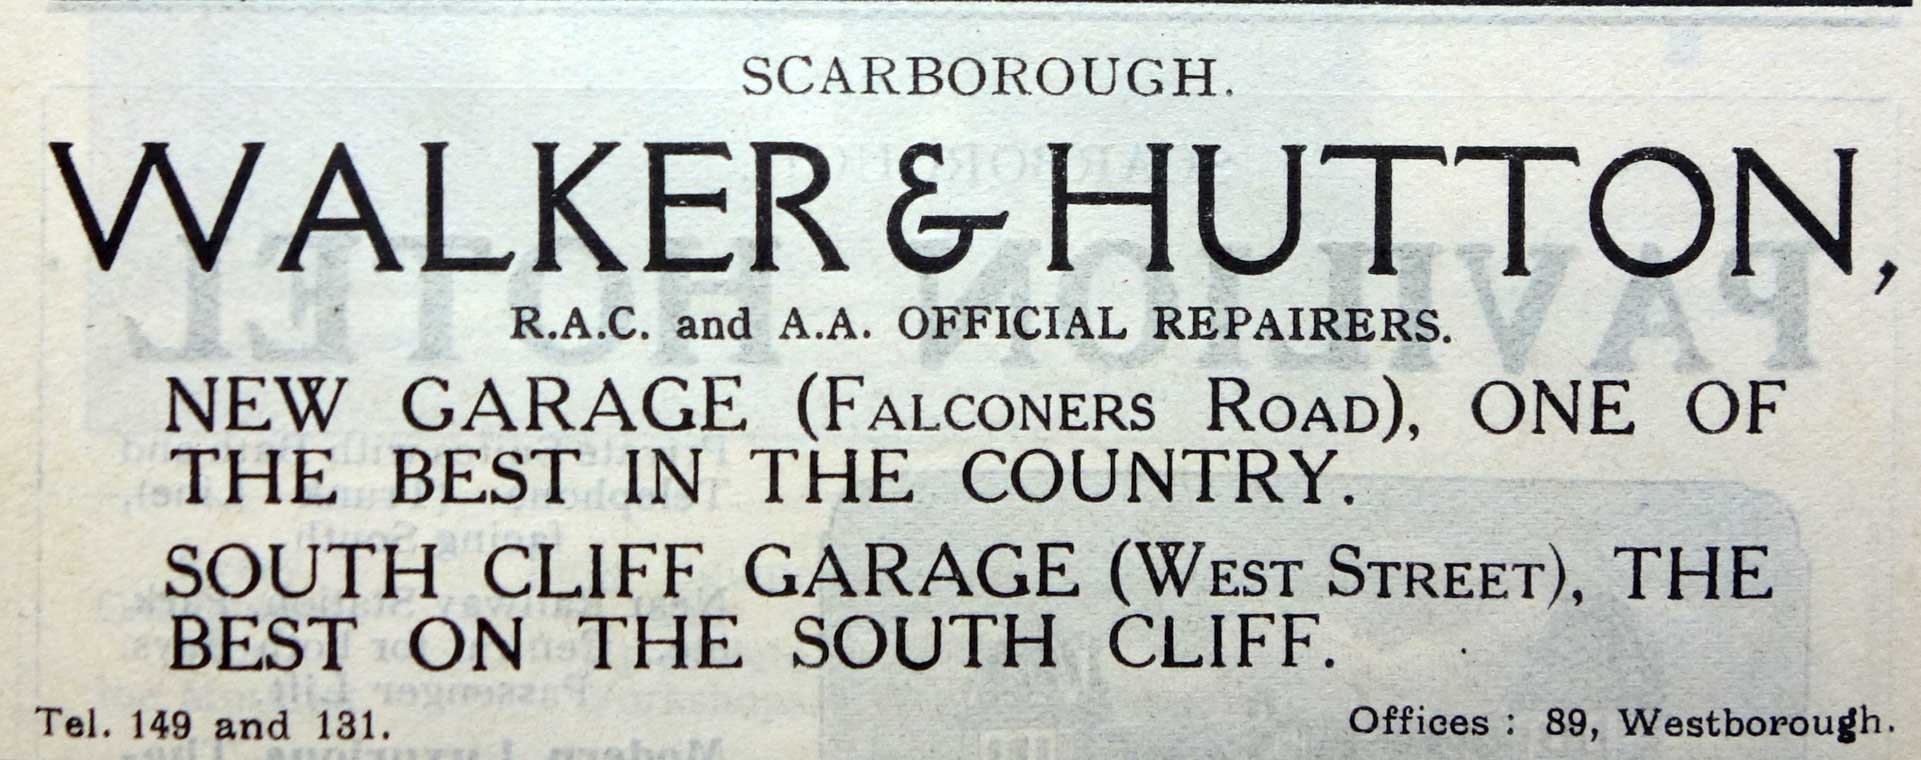 SCARBOROUGH.
WALKER & HUTTON,
R.A.C. and A.A. OFFICIAL REPAIRERS.
NEW GARAGE (FALCONERS ROAD), ONE OF
THE BEST IN THE COUNTRY.
SOUTH CLIFF GARAGE (WEST STREET), THE
BEST ON THE SOUTH CLIFF.
Tel. 149 and 131.
Offices : 89, Westborough.